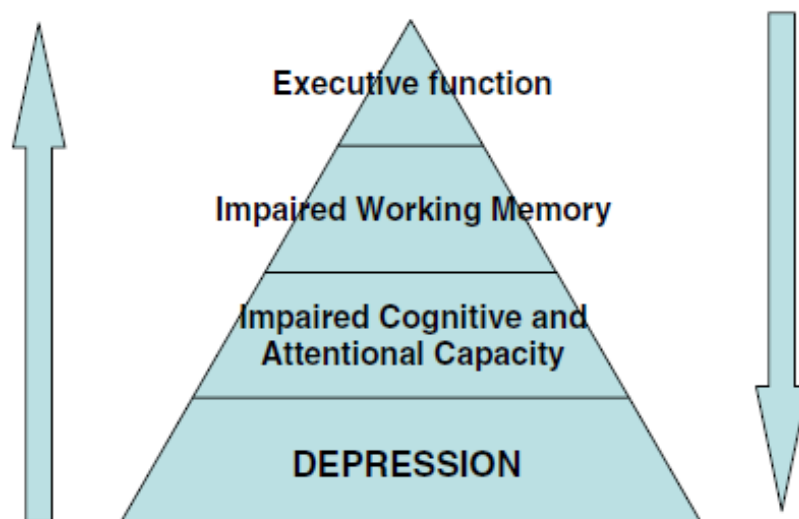 Executive function
Impaired Working Memory
Impaired Cognitive and
Attentional Capacity
DEPRESSION